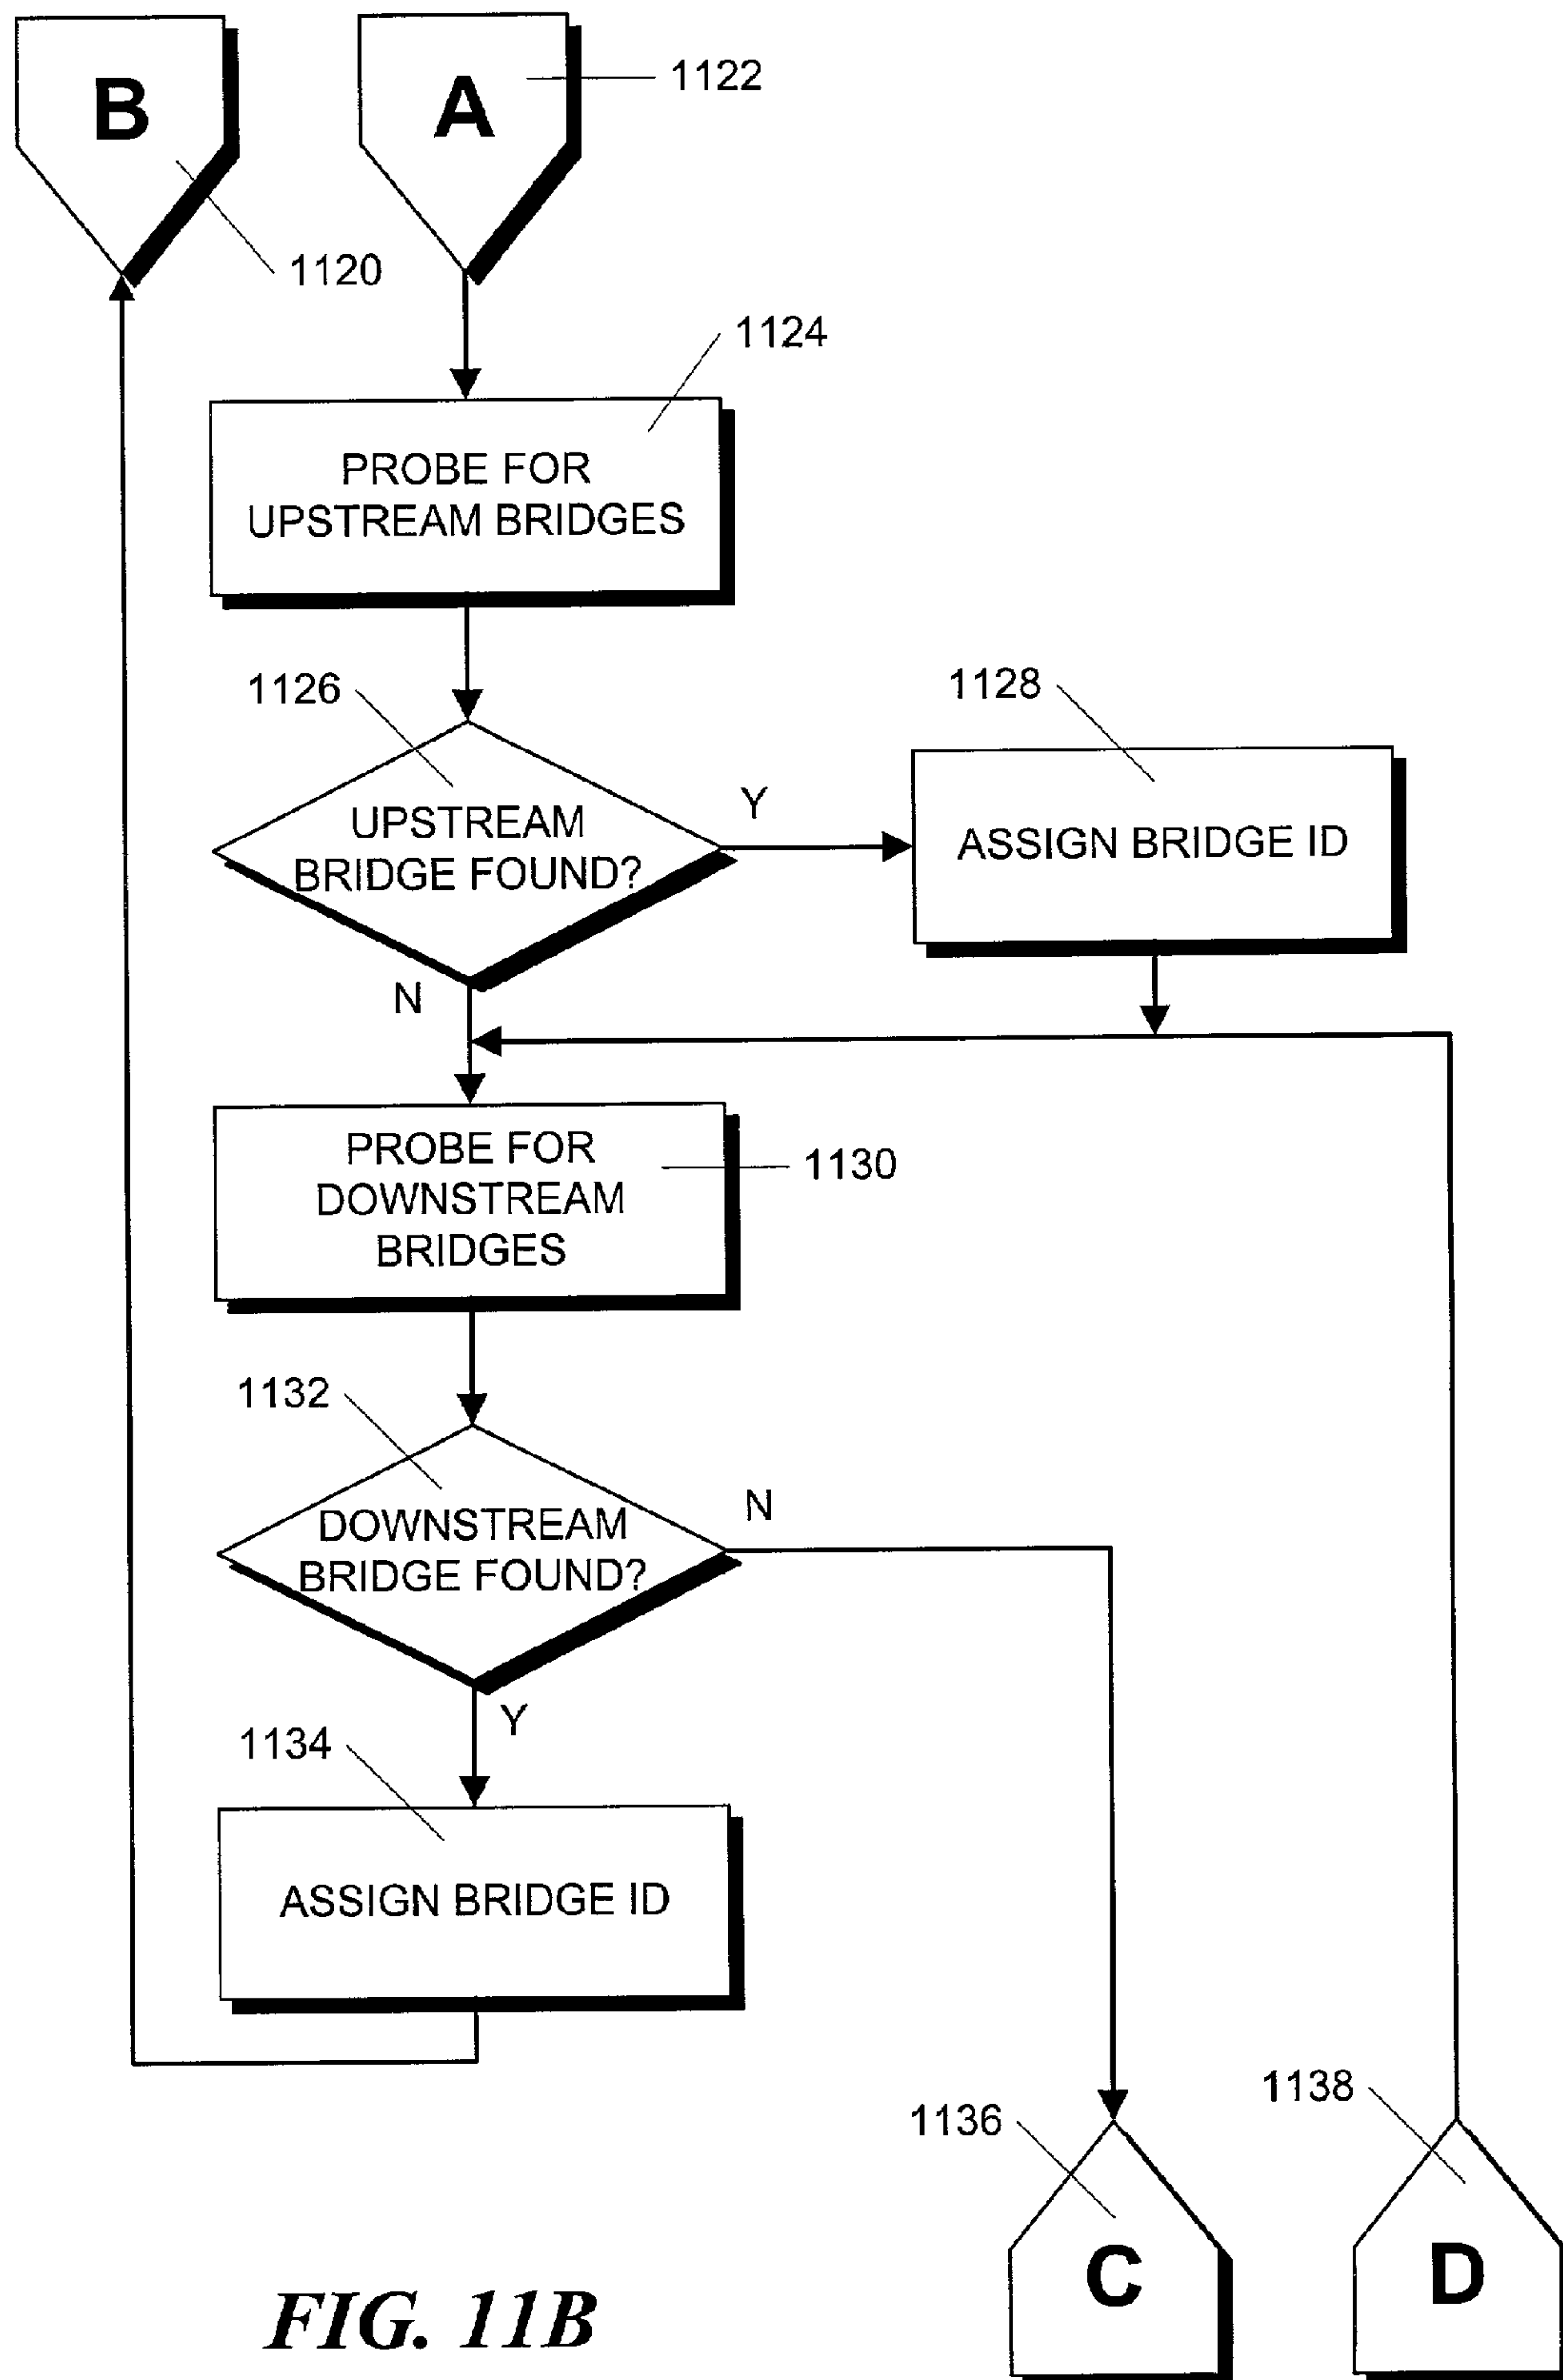 B
A
1122
1120
1124
PROBE FOR
UPSTREAM BRIDGES
1126
1128
UPSTREAM
BRIDGE FOUND?
Y
ASSIGN BRIDGE ID
N
PROBE FOR
DOWNSTREAM
BRIDGES
1130
1132
DOWNSTREAM
BRIDGE FOUND?
N
Y
1134
ASSIGN BRIDGE ID
1136
1138
C
D
FIG. 11B